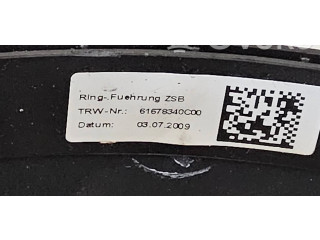 Ring-Fuehrung ZSB
TRW-Nr.: 61678340C00
Datum: 03.07.2009